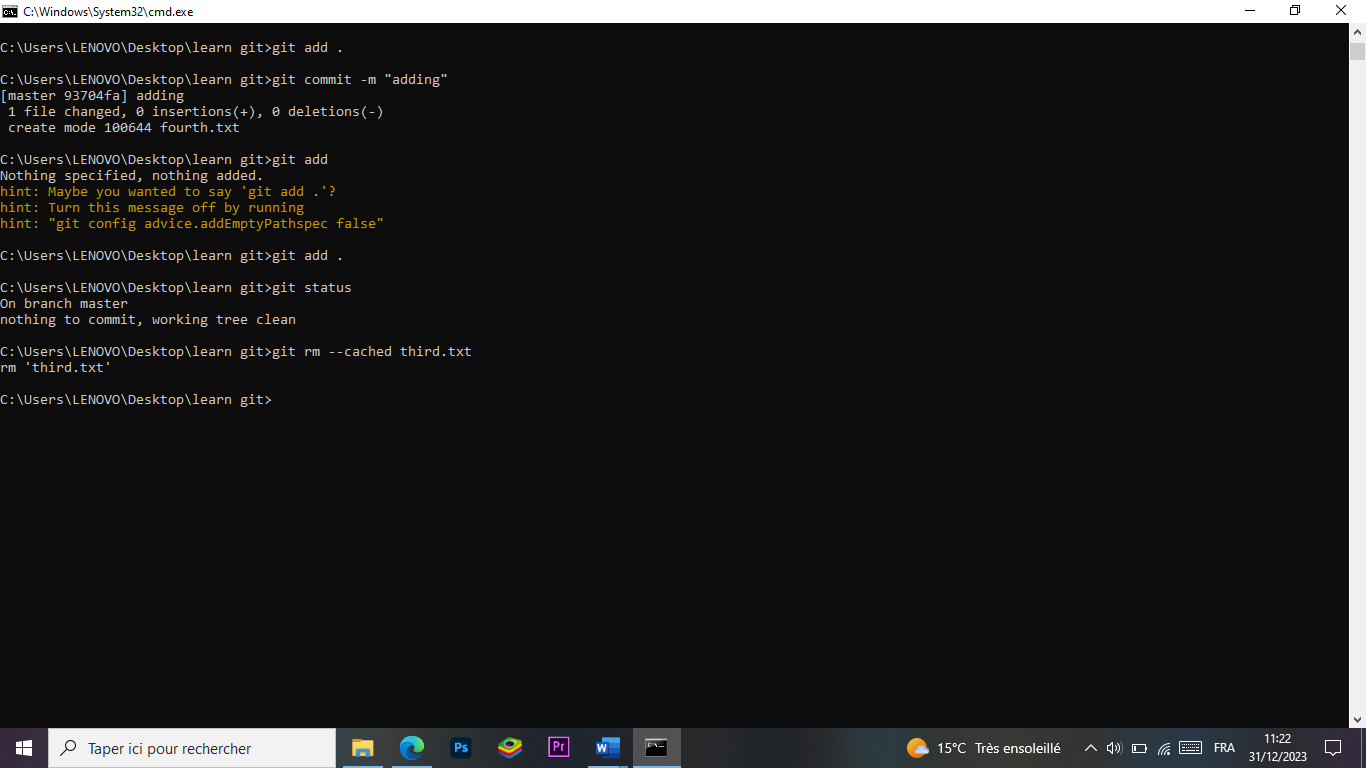 C:\Windows\System32\cmd.exe
C:\Users\LENOVO\Desktop\learn git>git add .
C:\Users\LENOVO\Desktop\learn git>git commit -m "adding"
[master 93704fa] adding
 1 file changed, 0 insertions(+), 0 deletions(-)
 create mode 100644 fourth.txt
C:\Users\LENOVO\Desktop\learn git>git add
Nothing specified, nothing added.
hint: Maybe you wanted to say 'git add .'?
hint: Turn this message off by running
hint: "git config advice.addEmptyPathspec false"
C:\Users\LENOVO\Desktop\learn git>git add .
C:\Users\LENOVO\Desktop\learn git>git status
On branch master
nothing to commit, working tree clean
C:\Users\LENOVO\Desktop\learn git>git rm --cached third.txt
rm 'third.txt'
C:\Users\LENOVO\Desktop\learn git>
Taper ici pour rechercher
Ps
Pr
W
15°C Très ensoleillé
FRA
11:22
31/12/2023